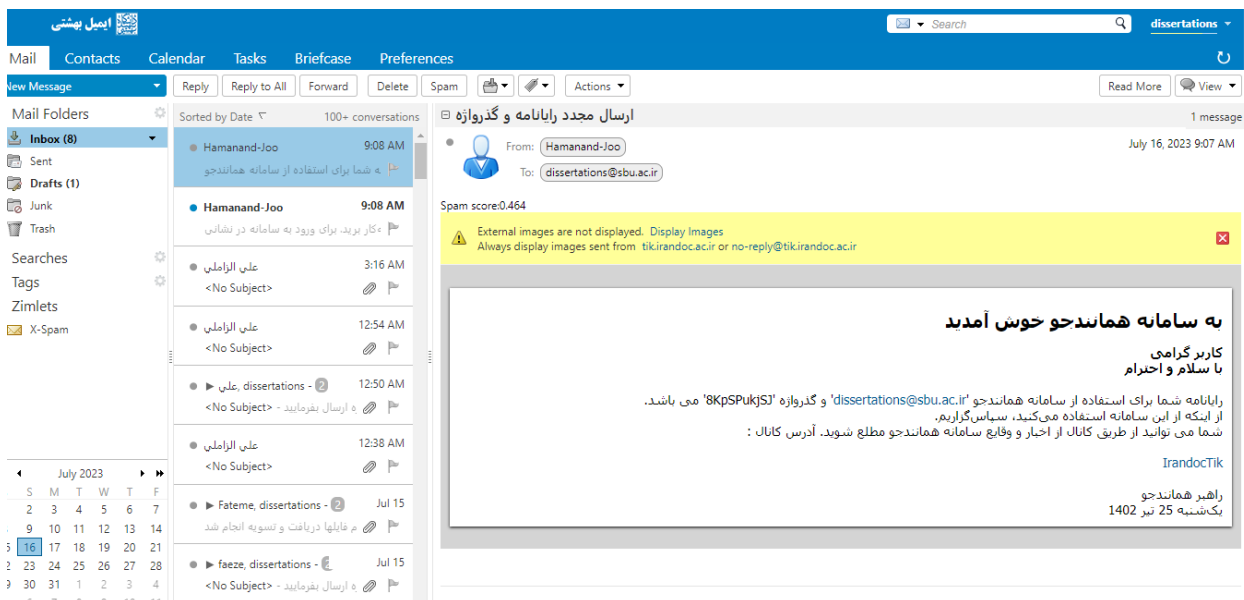 ایمیل بهشتی
Search
dissertations
Mail Contacts Calendar Tasks Briefcase Preferences
New Message
Reply Reply to All Forward Delete Spam Actions Read More View
Mail Folders
Inbox (8)
Sent
Drafts (1)
Junk
Trash
Searches
Tags
Zimlets
X-Spam
July 2023
S M T W T F
2 3 4 5 6 7
9 10 11 12 13 14
16 17 18 19 20 21
23 24 25 26 27 28
30 31 1 2 3 4
Sorted by Date 100+ conversations
Hamanand-Joo 9:08 AM
ه شما برای استفاده از سامانه همانندجو
Hamanand-Joo 9:08 AM
کار برید. برای ورود به سامانه در نشانی
علي الزاملي 3:16 AM
<No Subject>
علي الزاملي 12:54 AM
<No Subject>
علي, dissertations - 2 12:50 AM
<No Subject> - ه ارسال بفرمایید
علي الزاملي 12:38 AM
<No Subject>
Fateme, dissertations - 2 Jul 15
م فایلها دریافت و تسویه انجام شد
faeze, dissertations - Jul 15
<No Subject> - ه ارسال بفرمایید
ارسال مجدد رایانامه و گذرواژه
1 message
From: Hamanand-Joo
July 16, 2023 9:07 AM
To: dissertations@sbu.ac.ir
Spam score:0.464
External images are not displayed. Display Images
Always display images sent from tik.irandoc.ac.ir or no-reply@tik.irandoc.ac.ir
به سامانه همانندجو خوش آمدید
کاربر گرامی
با سلام و احترام
رایانامه شما برای استفاده از سامانه همانندجو 'dissertations@sbu.ac.ir' و گذرواژه '8KpSPukjSJ' می باشد.
از اینکه از این سامانه استفاده می‌کنید، سپاس‌گزاریم.
شما می توانید از طریق کانال از اخبار و وقایع سامانه همانندجو مطلع شوید. آدرس کانال :
IrandocTik
راهبر همانندجو
یک‌شنبه 25 تیر 1402